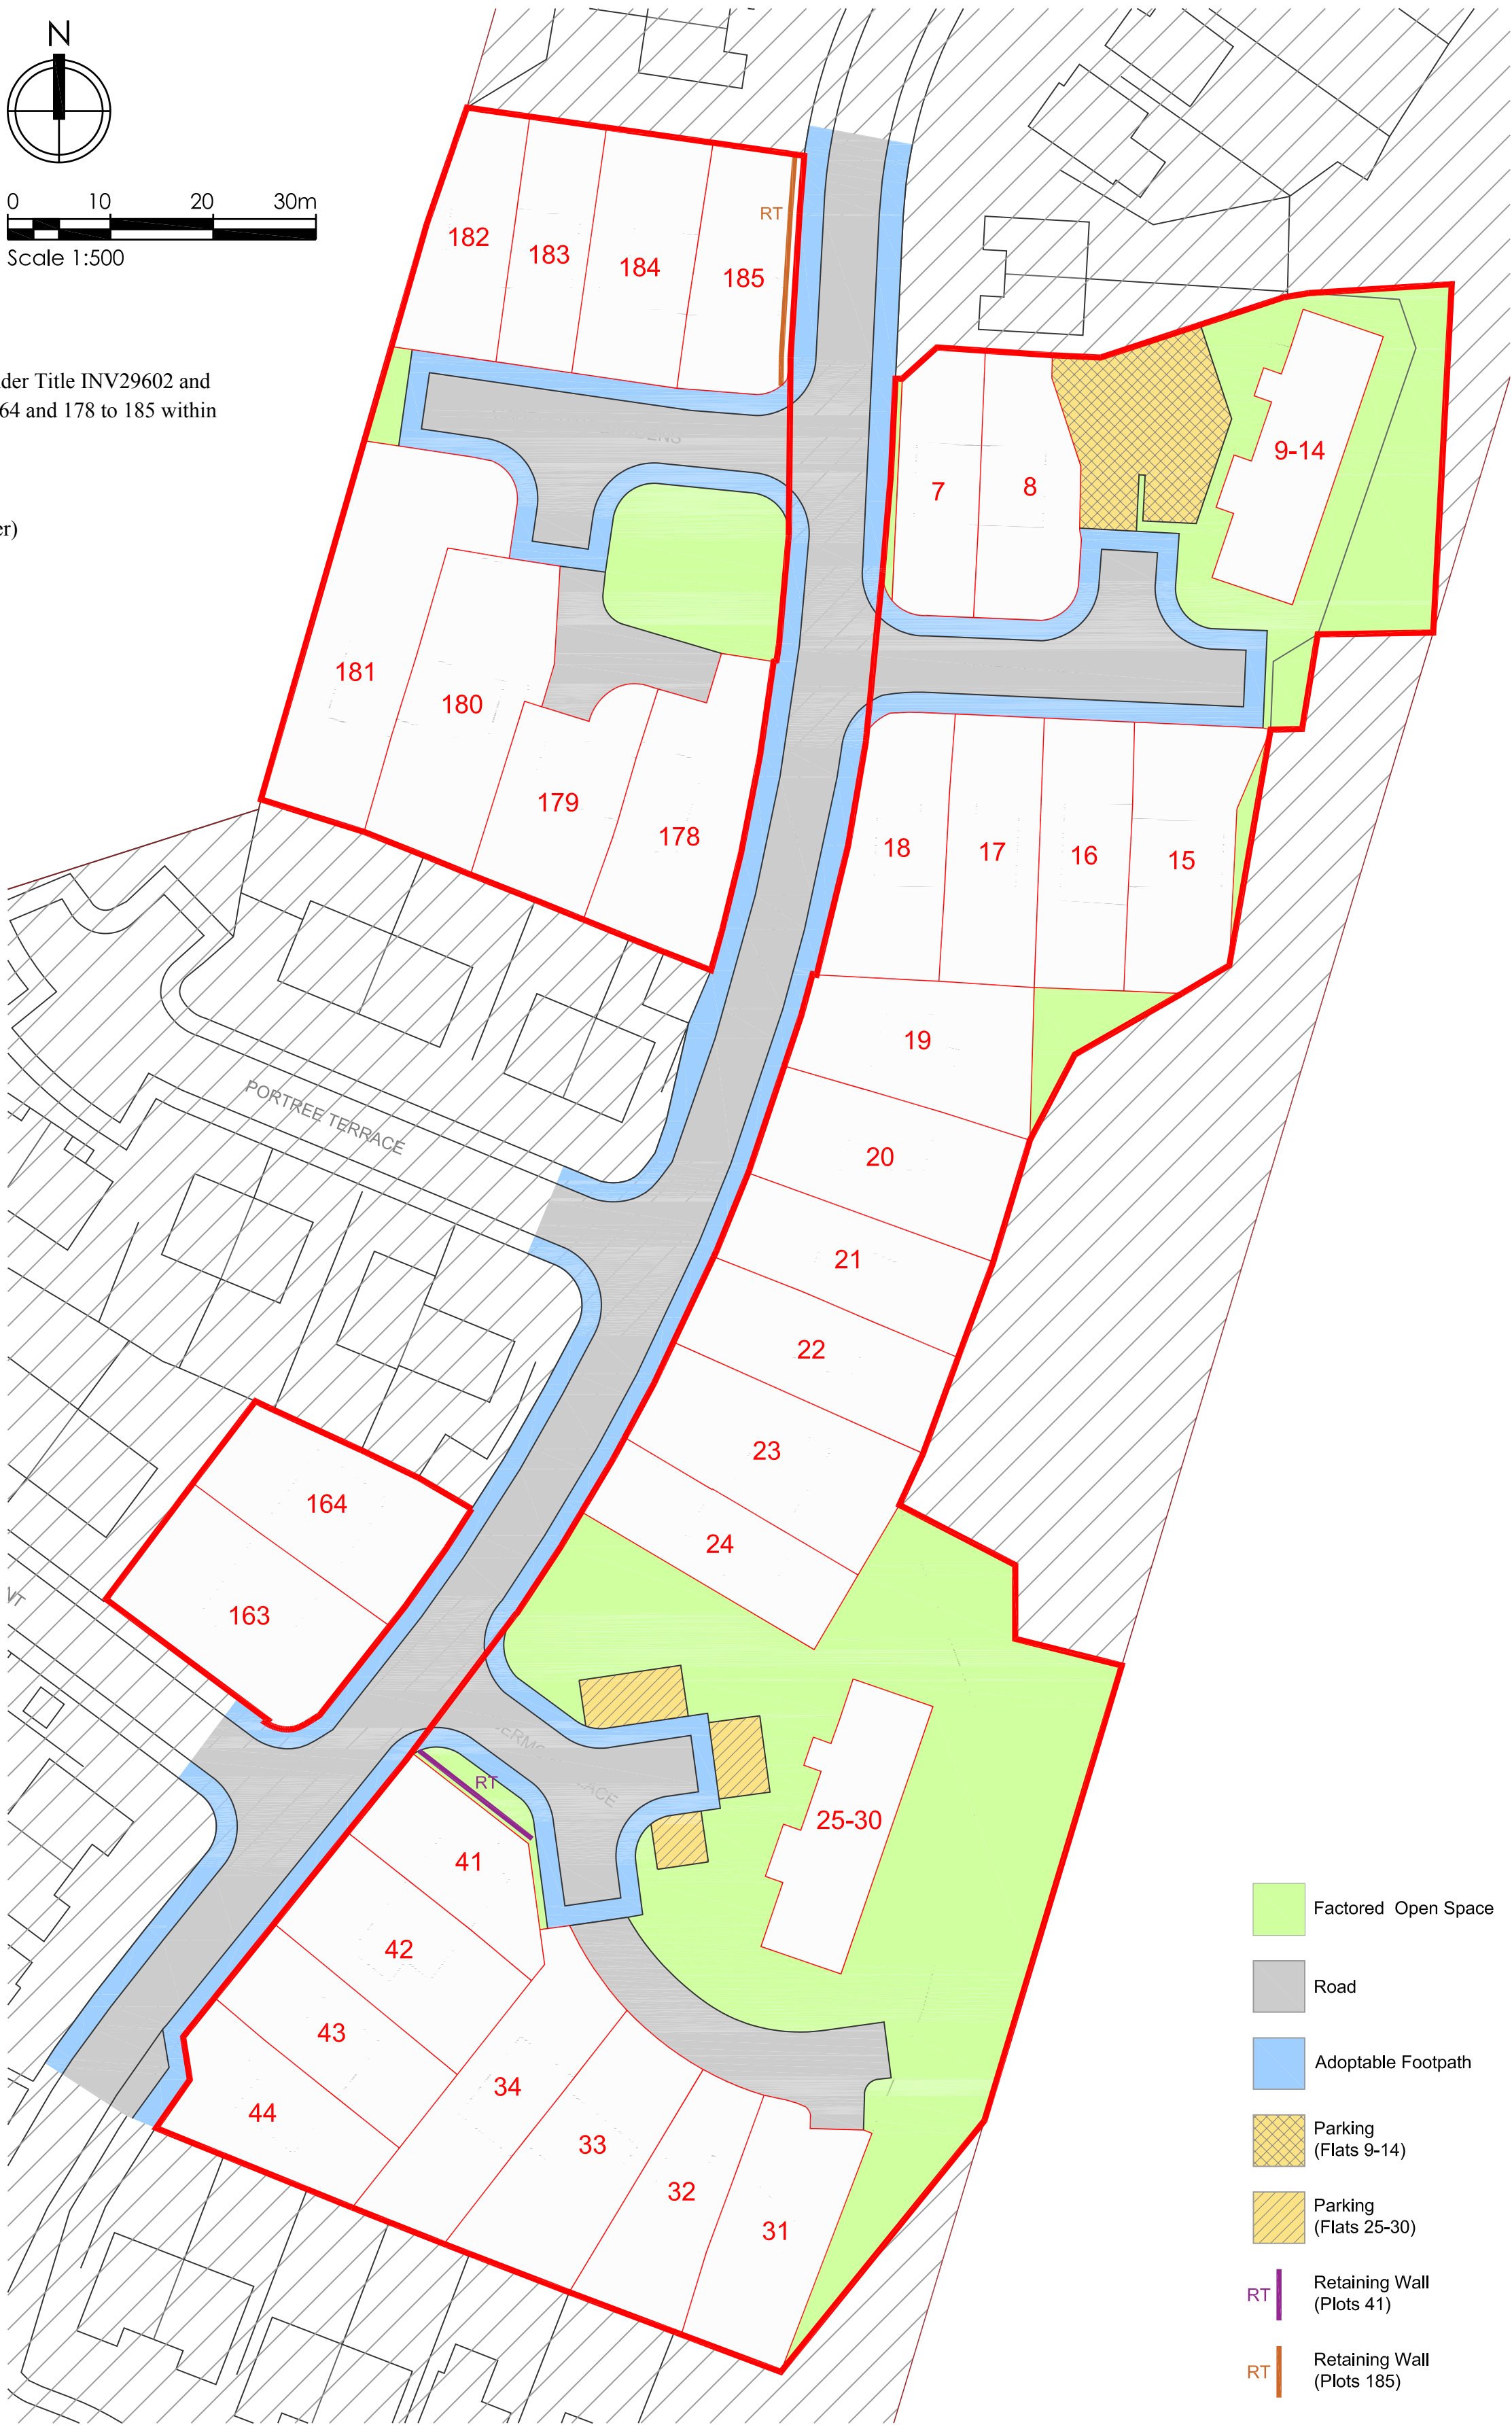 N
0 10 20 30m
Scale 1:500
der Title INV29602 and
64 and 178 to 185 within
er)
182
183
184
185
RT
7
8
9-14
181
180
179
178
18
17
16
15
19
20
21
22
23
24
PORTREE TERRACE
164
163
NT
RT
25-30
41
42
43
44
34
33
32
31
Factored Open Space
Road
Adoptable Footpath
Parking
(Flats 9-14)
Parking
(Flats 25-30)
RT Retaining Wall
(Plots 41)
RT Retaining Wall
(Plots 185)